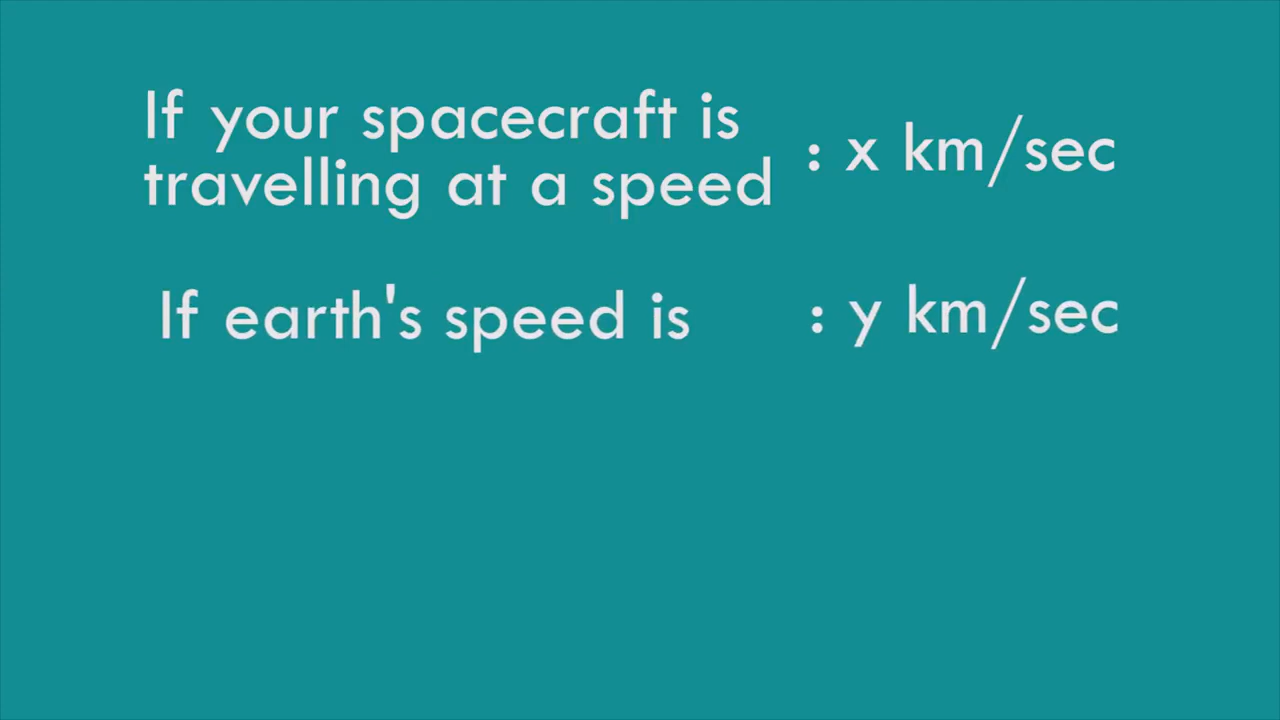 If your spacecraft is
travelling at a speed : x km/sec
If earth's speed is : y km/sec